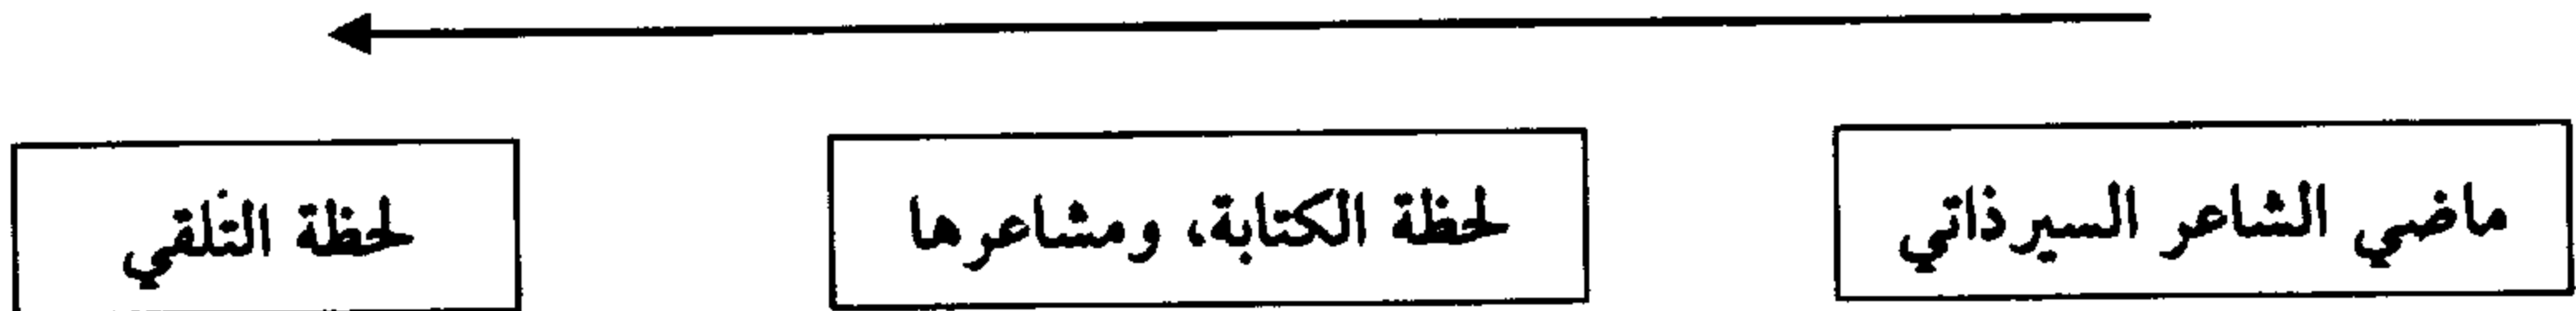 ماضي الشاعر السيرذاتي
لحظة الكتابة، ومشاعرها
لحظة التلقي